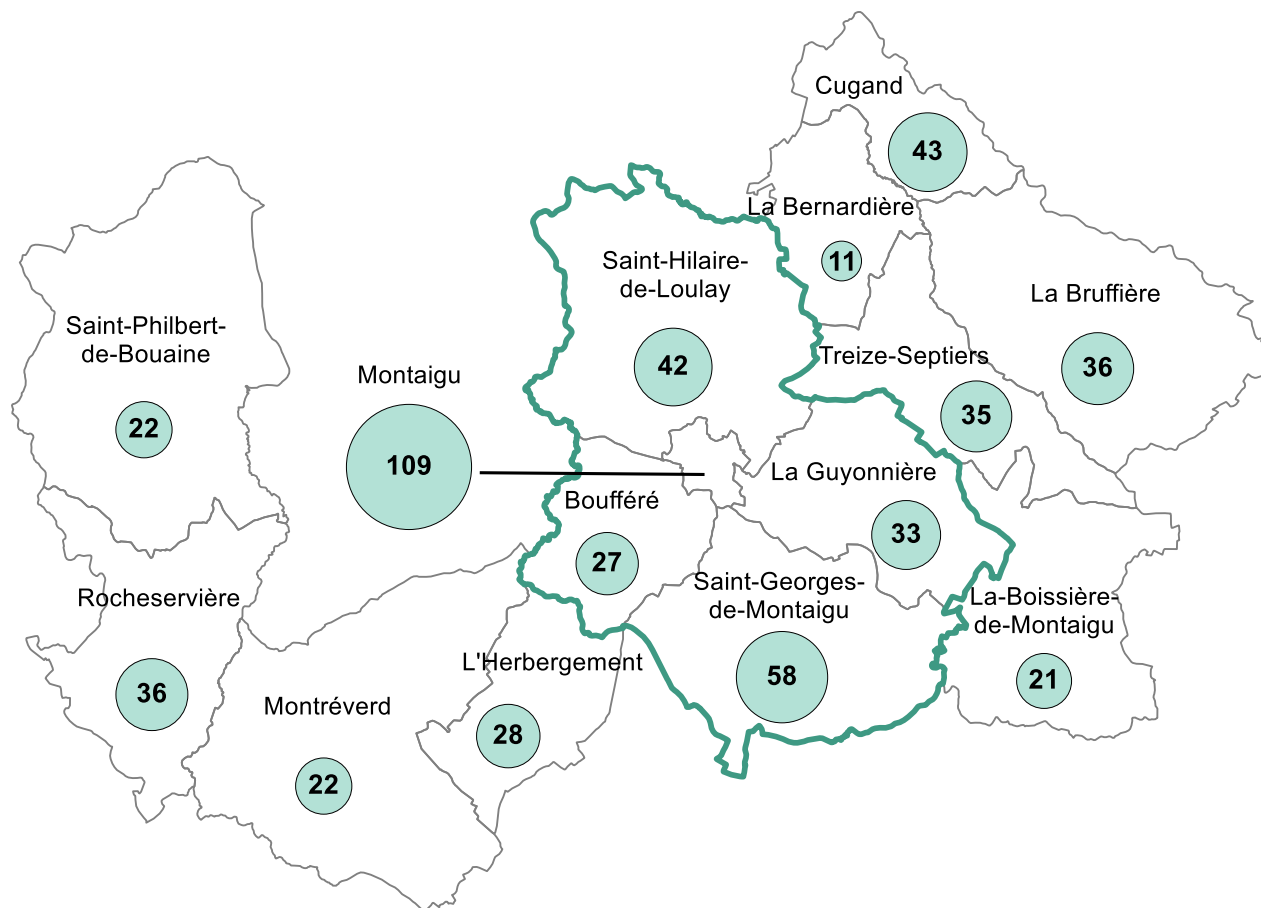 Cugand
43
La Bernardière
11
Saint-Hilaire-
de-Loulay
42
La Bruffière
36
Saint-Philbert-
de-Bouaine
22
Treize-Septiers
35
Montaigu
109
La Guyonnière
33
Boufféré
27
Saint-Georges-
de-Montaigu
58
La-Boissière-
de-Montaigu
21
Rocheservière
36
L'Herbergement
28
Montréverd
22